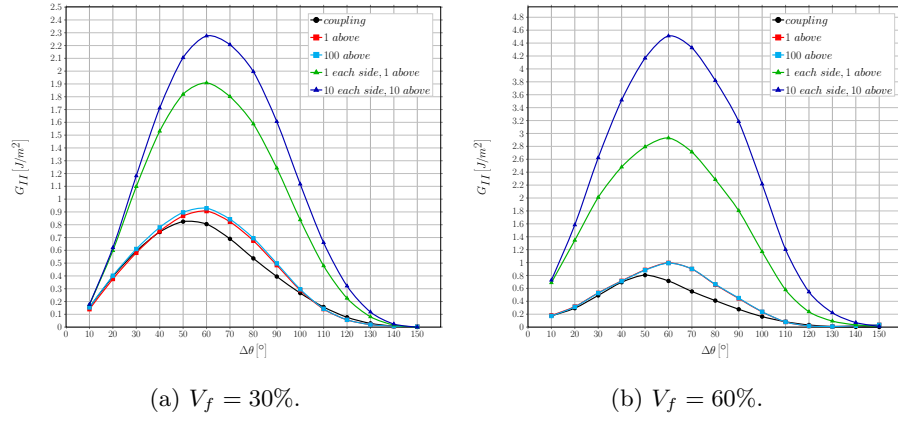 2.5
2.4
2.3
2.2
2.1
2
1.9
1.8
1.7
1.6
1.5
1.4
1.3
1.2
1.1
1
0.9
0.8
0.7
0.6
0.5
0.4
0.3
0.2
0.1
0
G_{II} [J/m^2]
0 10 20 30 40 50 60 70 80 90 100 110 120 130 140 150
Δθ [°]
coupling
1 above
100 above
1 each side, 1 above
10 each side, 10 above
(a) V_f = 30%.
4.8
4.6
4.4
4.2
4
3.8
3.6
3.4
3.2
3
2.8
2.6
2.4
2.2
2
1.8
1.6
1.4
1.2
1
0.8
0.6
0.4
0.2
0
G_{II} [J/m^2]
0 10 20 30 40 50 60 70 80 90 100 110 120 130 140 150
Δθ [°]
coupling
1 above
100 above
1 each side, 1 above
10 each side, 10 above
(b) V_f = 60%.